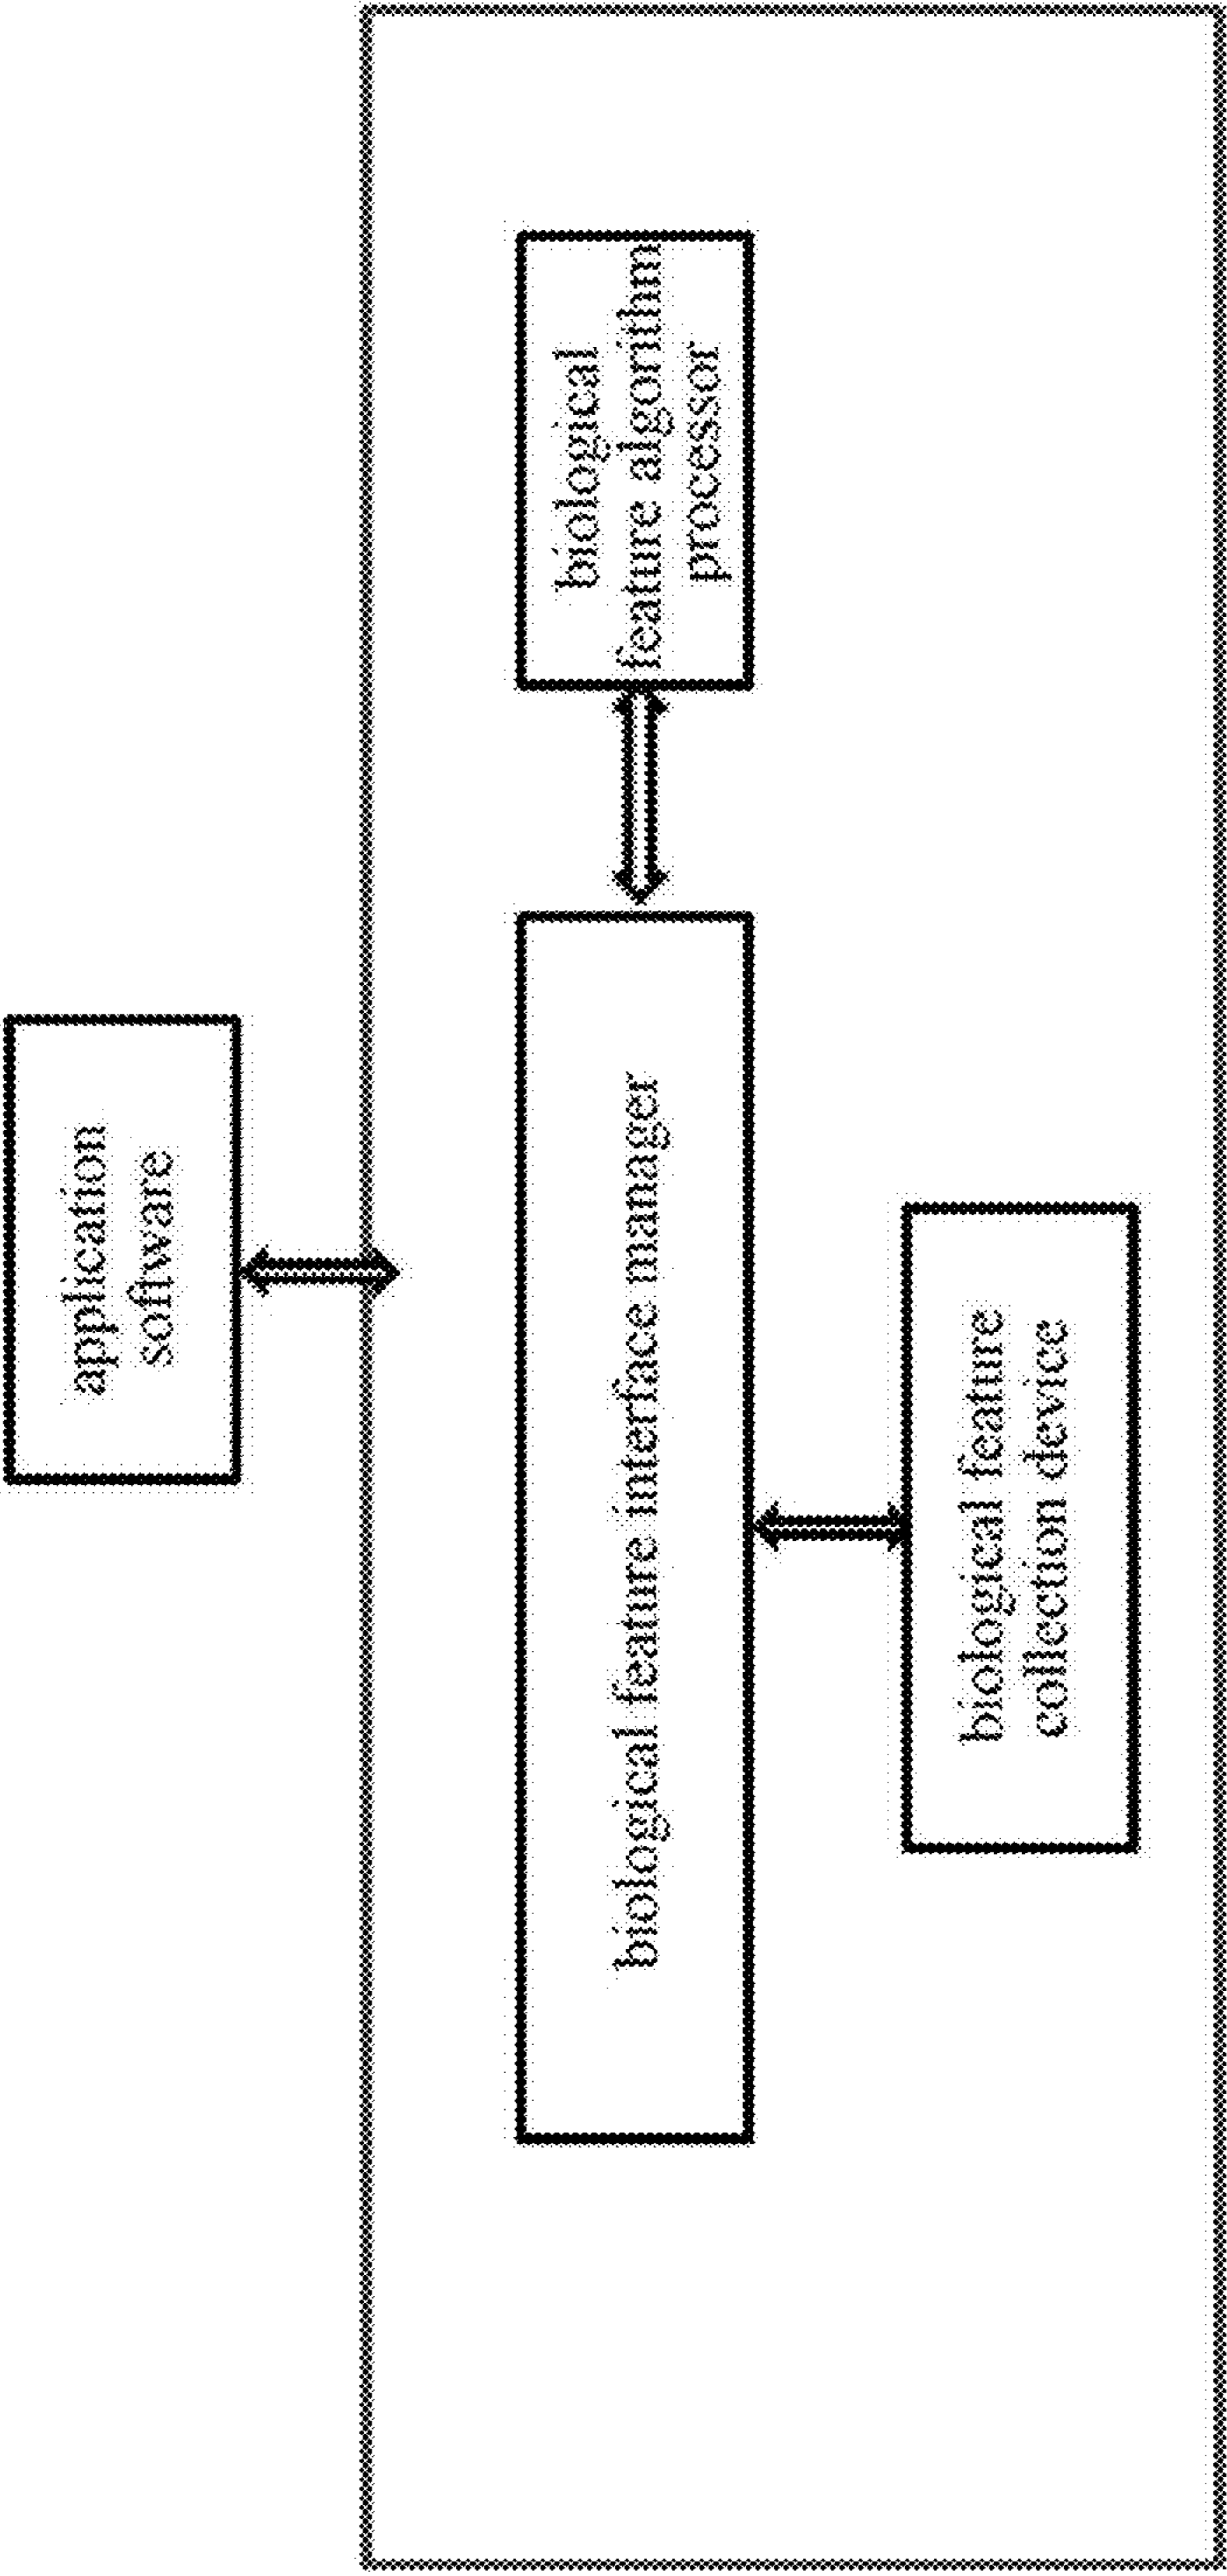 application
software
biological feature interface manager
biological
feature algorithm
processor
biological feature
collection device